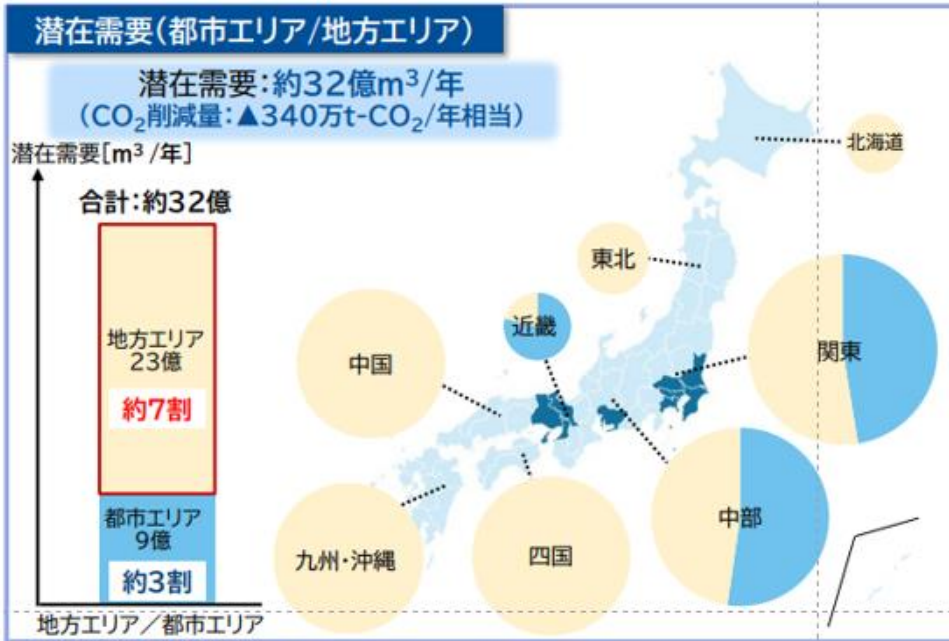 潜在需要(都市エリア/地方エリア)
潜在需要:約32億m³/年
(CO₂削減量:▲340万t-CO₂/年相当)
潜在需要[m³/年]
合計:約32億
地方エリア
23億
約7割
都市エリア
9億
約3割
地方エリア/都市エリア
北海道
東北
近畿
中国
関東
中部
九州・沖縄
四国